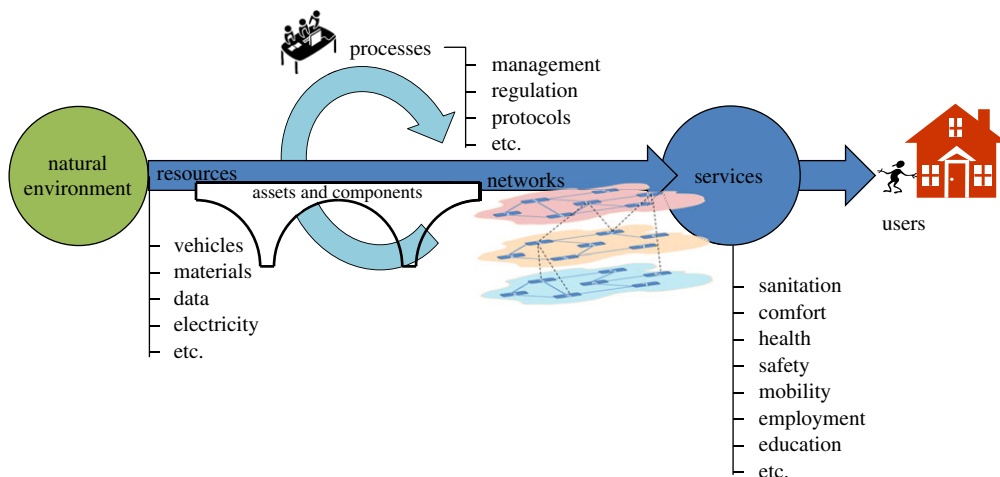 processes
management
regulation
protocols
etc.
natural
environment
resources
assets and components
networks
services
users
vehicles
materials
data
electricity
etc.
sanitation
comfort
health
safety
mobility
employment
education
etc.